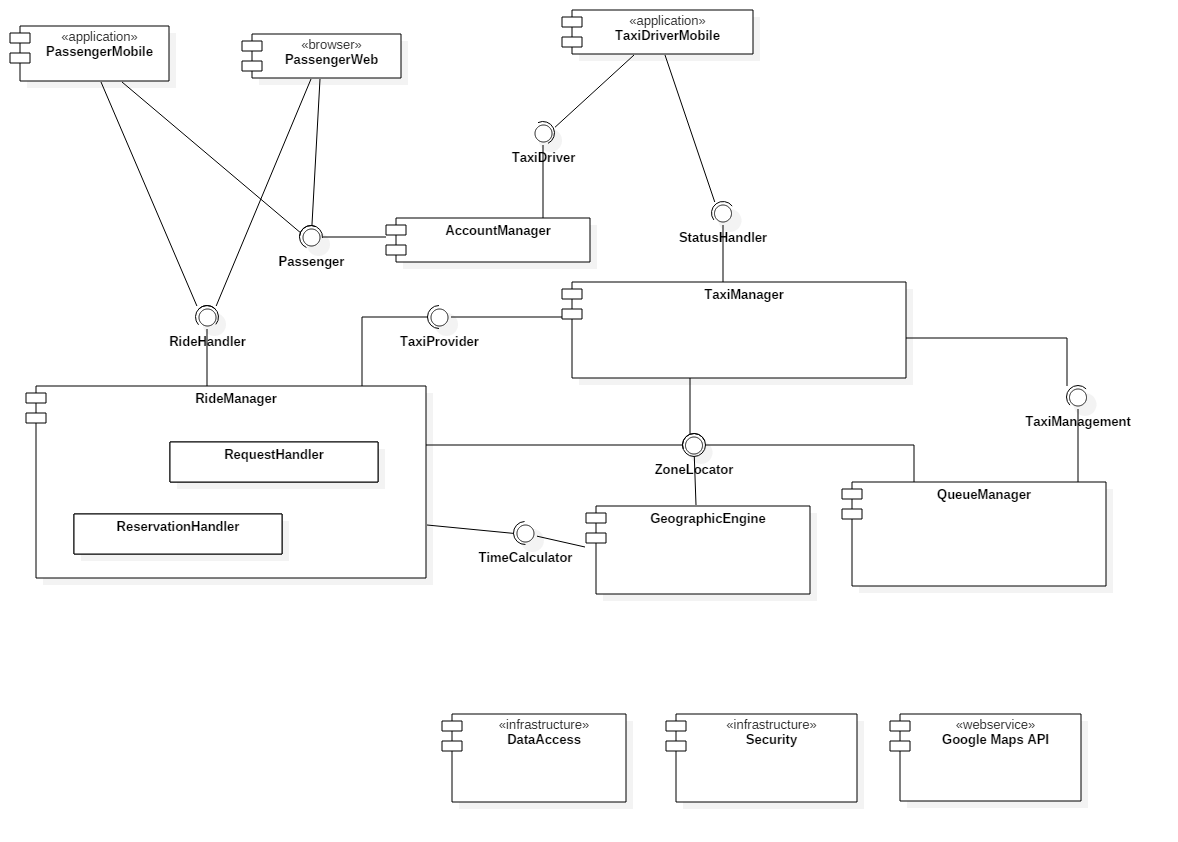 «application»
PassengerMobile
«browser»
PassengerWeb
«application»
TaxiDriverMobile
TaxiDriver
AccountManager
StatusHandler
Passenger
TaxiManager
RideHandler
TaxiProvider
RideManager
TaxiManagement
RequestHandler
ZoneLocator
QueueManager
GeographicEngine
ReservationHandler
TimeCalculator
«infrastructure»
DataAccess
«infrastructure»
Security
«webservice»
Google Maps API